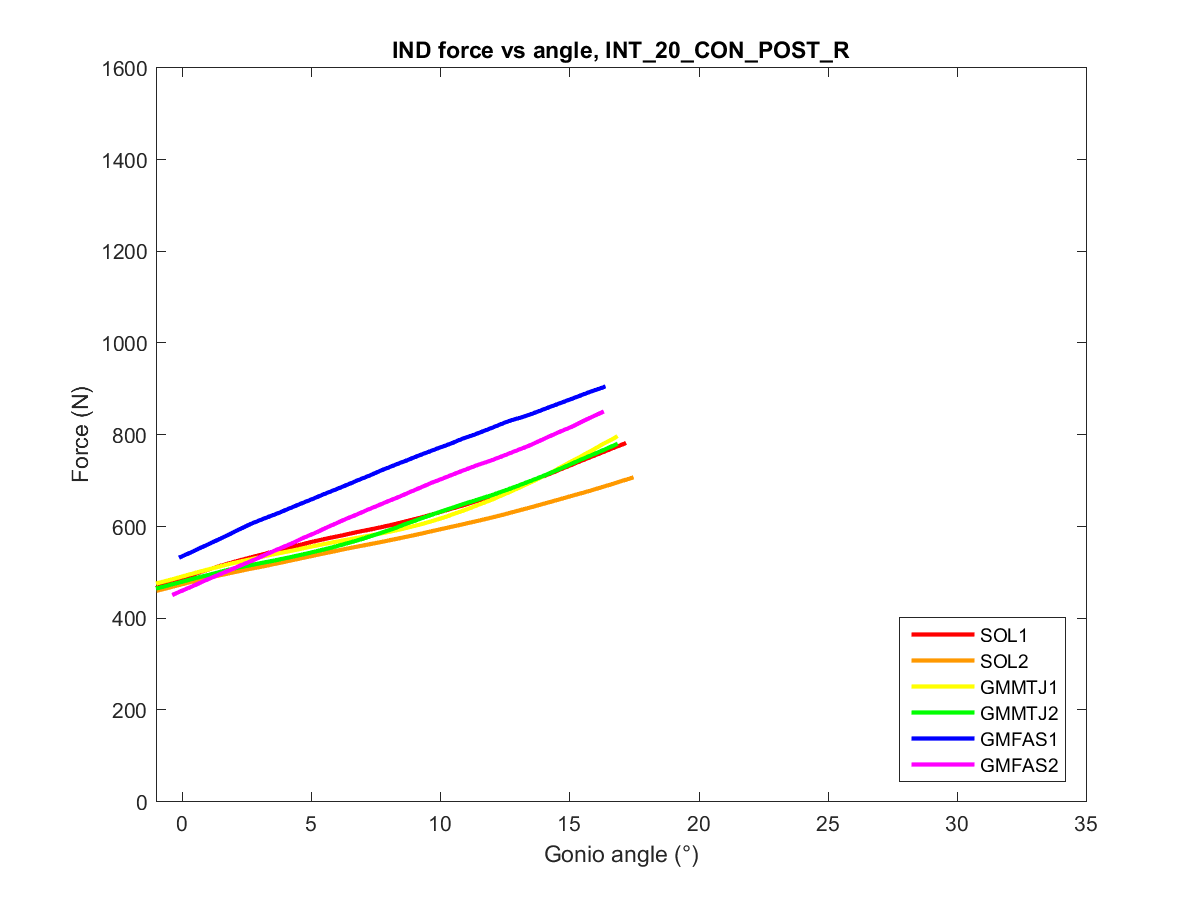 IND force vs angle, INT_20_CON_POST_R
1600
1400
1200
1000
800
600
400
200
0
Force (N)
0 5 10 15 20 25 30 35
Gonio angle (°)
SOL1
SOL2
GMMTJ1
GMMTJ2
GMFAS1
GMFAS2